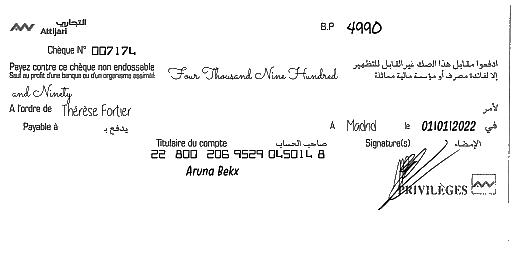 التجاري
Attijari
B.P 4990
Chèque N° 007174
Payez contre ce chèque non endossable
Sauf au profit d'une banque ou d'un organisme assimilé
Four Thousand Nine Hundred
ادفعوا مقابل هذا الصك غير القابل للتظهير
إلا لفائدة مصرف أو مؤسسة مالية مماثلة
and Ninety
A l'ordre de Thérèse Fortier
لأمر
Payable à
يدفع بـ
A Madrid le 01/01/2022 في
Titulaire du compte صاحب الحساب
Signature(s) الإمضاء
22 800 206 9529 045014 8
Aruna Bekx
PRIVILÈGES